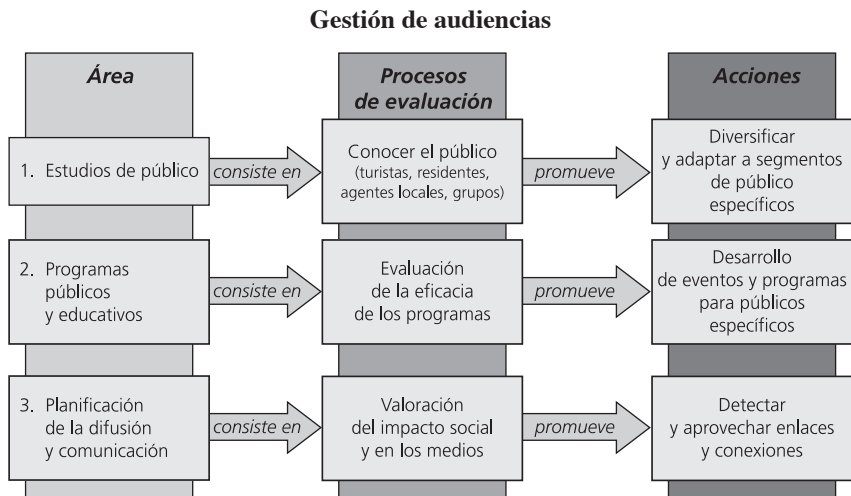 Gestión de audiencias
Área
Procesos
de evaluación
Acciones
1. Estudios de público
consiste en
Conocer el público
(turistas, residentes,
agentes locales, grupos)
promueve
Diversificar
y adaptar a segmentos
de público
específicos
2. Programas
públicos
y educativos
consiste en
Evaluación
de la eficacia
de los programas
promueve
Desarrollo
de eventos y programas
para públicos
específicos
3. Planificación
de la difusión
y comunicación
consiste en
Valoración
del impacto social
y en los medios
promueve
Detectar
y aprovechar enlaces
y conexiones